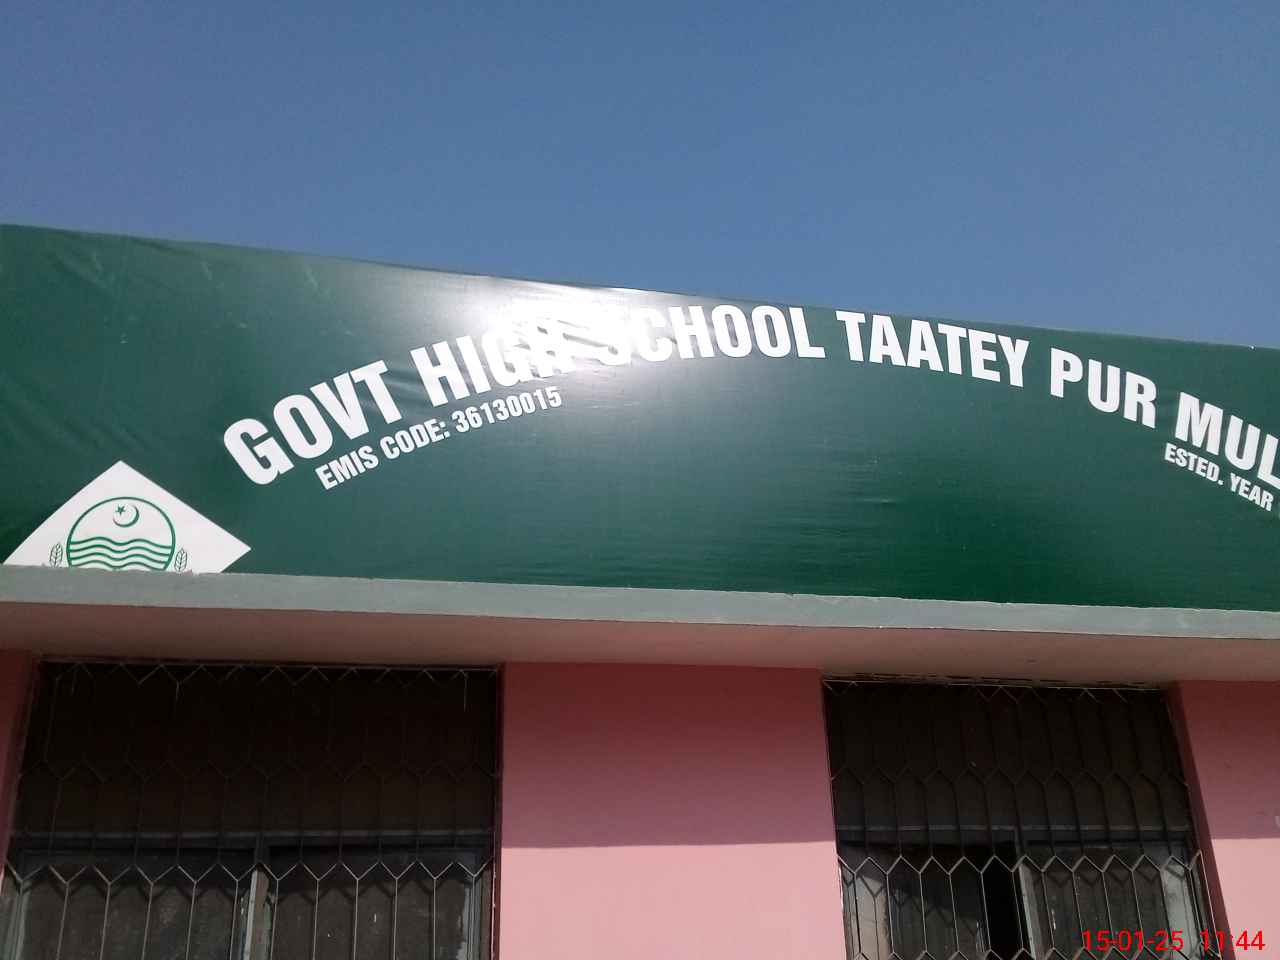 GOVT HIGH SCHOOL TAATEY PUR MUL
EMIS CODE: 36130015
ESTED. YEAR
15-01-25 11:44